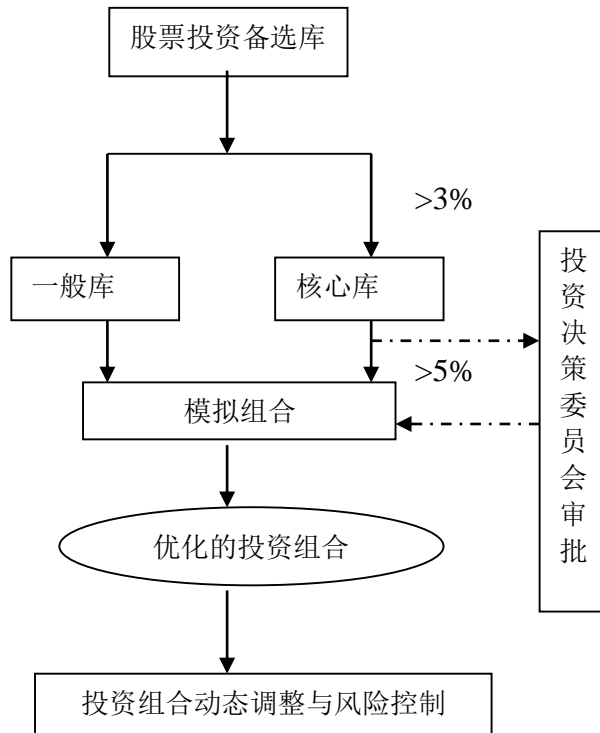 股票投资备选库
>3%
一般库
核心库
投资决策委员会审批
>5%
模拟组合
优化的投资组合
投资组合动态调整与风险控制